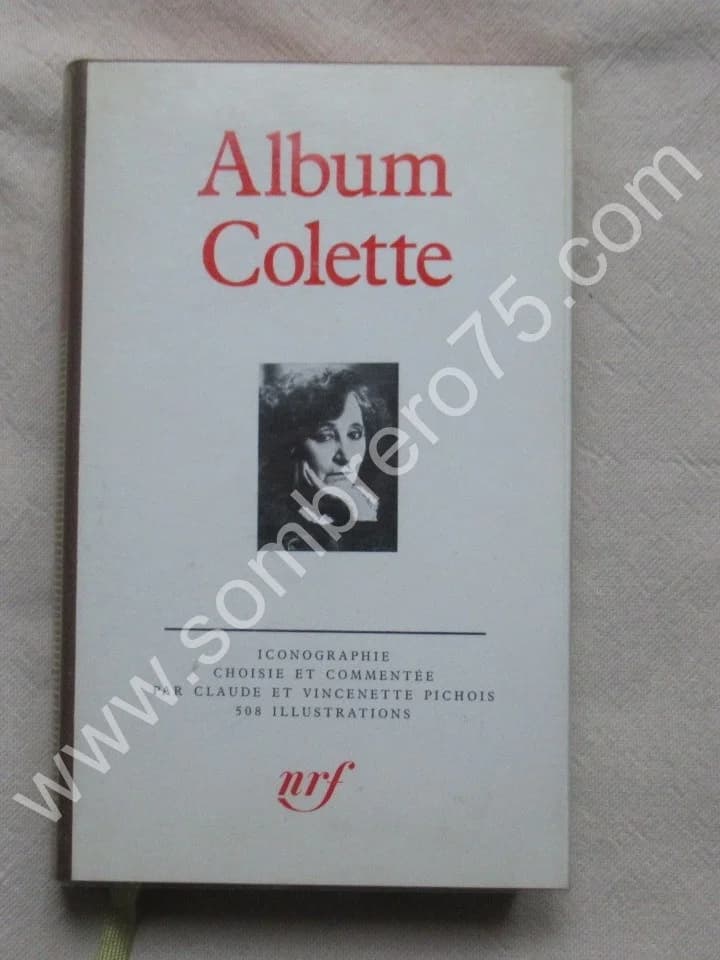 Album
Colette
ICONOGRAPHIE
CHOISIE ET COMMENTÉE
PAR CLAUDE ET VINCENETTE PICHOIS
508 ILLUSTRATIONS
nrf
www.sombrero75.com